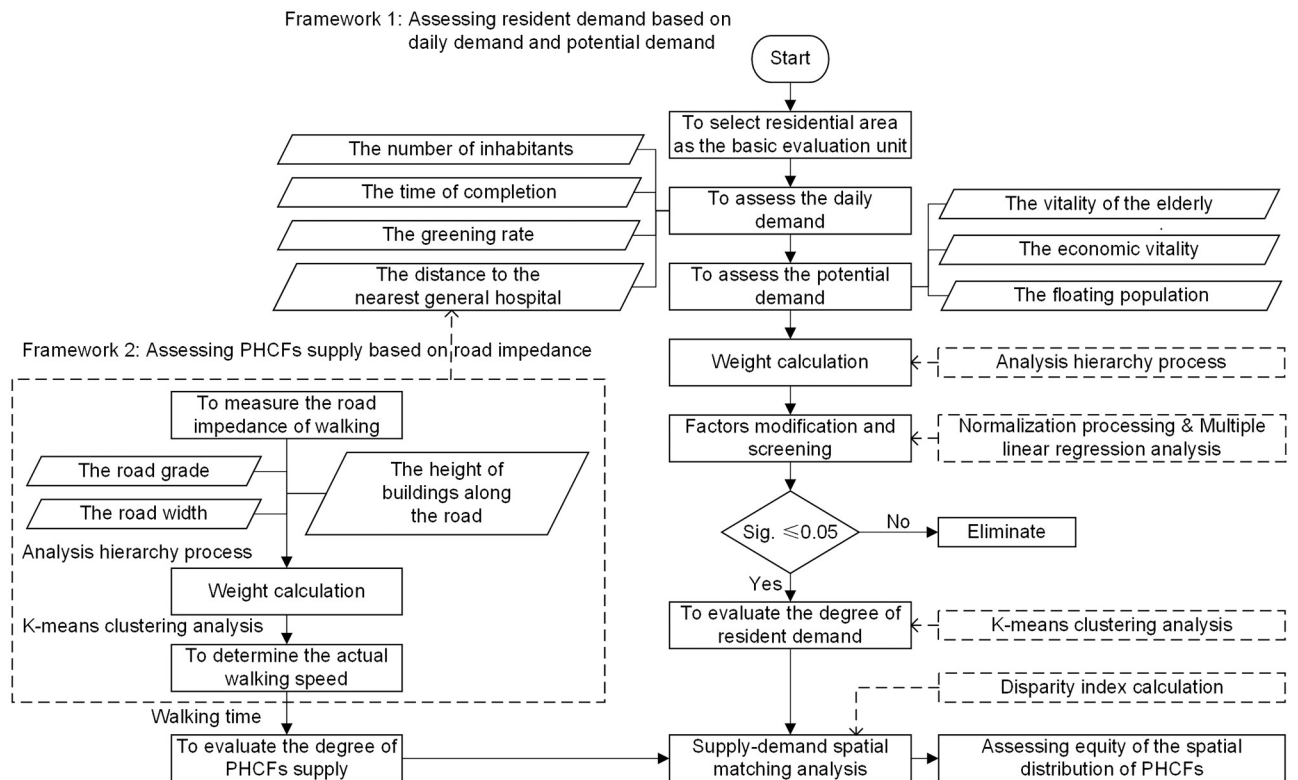 Framework 1: Assessing resident demand based on
daily demand and potential demand
Start
To select residential area
as the basic evaluation unit
The number of inhabitants
The time of completion
The greening rate
The distance to the
nearest general hospital
To assess the daily
demand
To assess the potential
demand
The vitality of the elderly
The economic vitality
The floating population
Weight calculation
Analysis hierarchy process
Factors modification and
screening
Normalization processing & Multiple
linear regression analysis
Sig. ≤0.05
No
Eliminate
Yes
To evaluate the degree of
resident demand
K-means clustering analysis
Disparity index calculation
Framework 2: Assessing PHCFs supply based on road impedance
To measure the road
impedance of walking
The road grade
The road width
The height of
buildings along
the road
Analysis hierarchy process
Weight calculation
K-means clustering analysis
To determine the actual
walking speed
Walking time
To evaluate the degree of
PHCFs supply
Supply-demand spatial
matching analysis
Assessing equity of the spatial
distribution of PHCFs